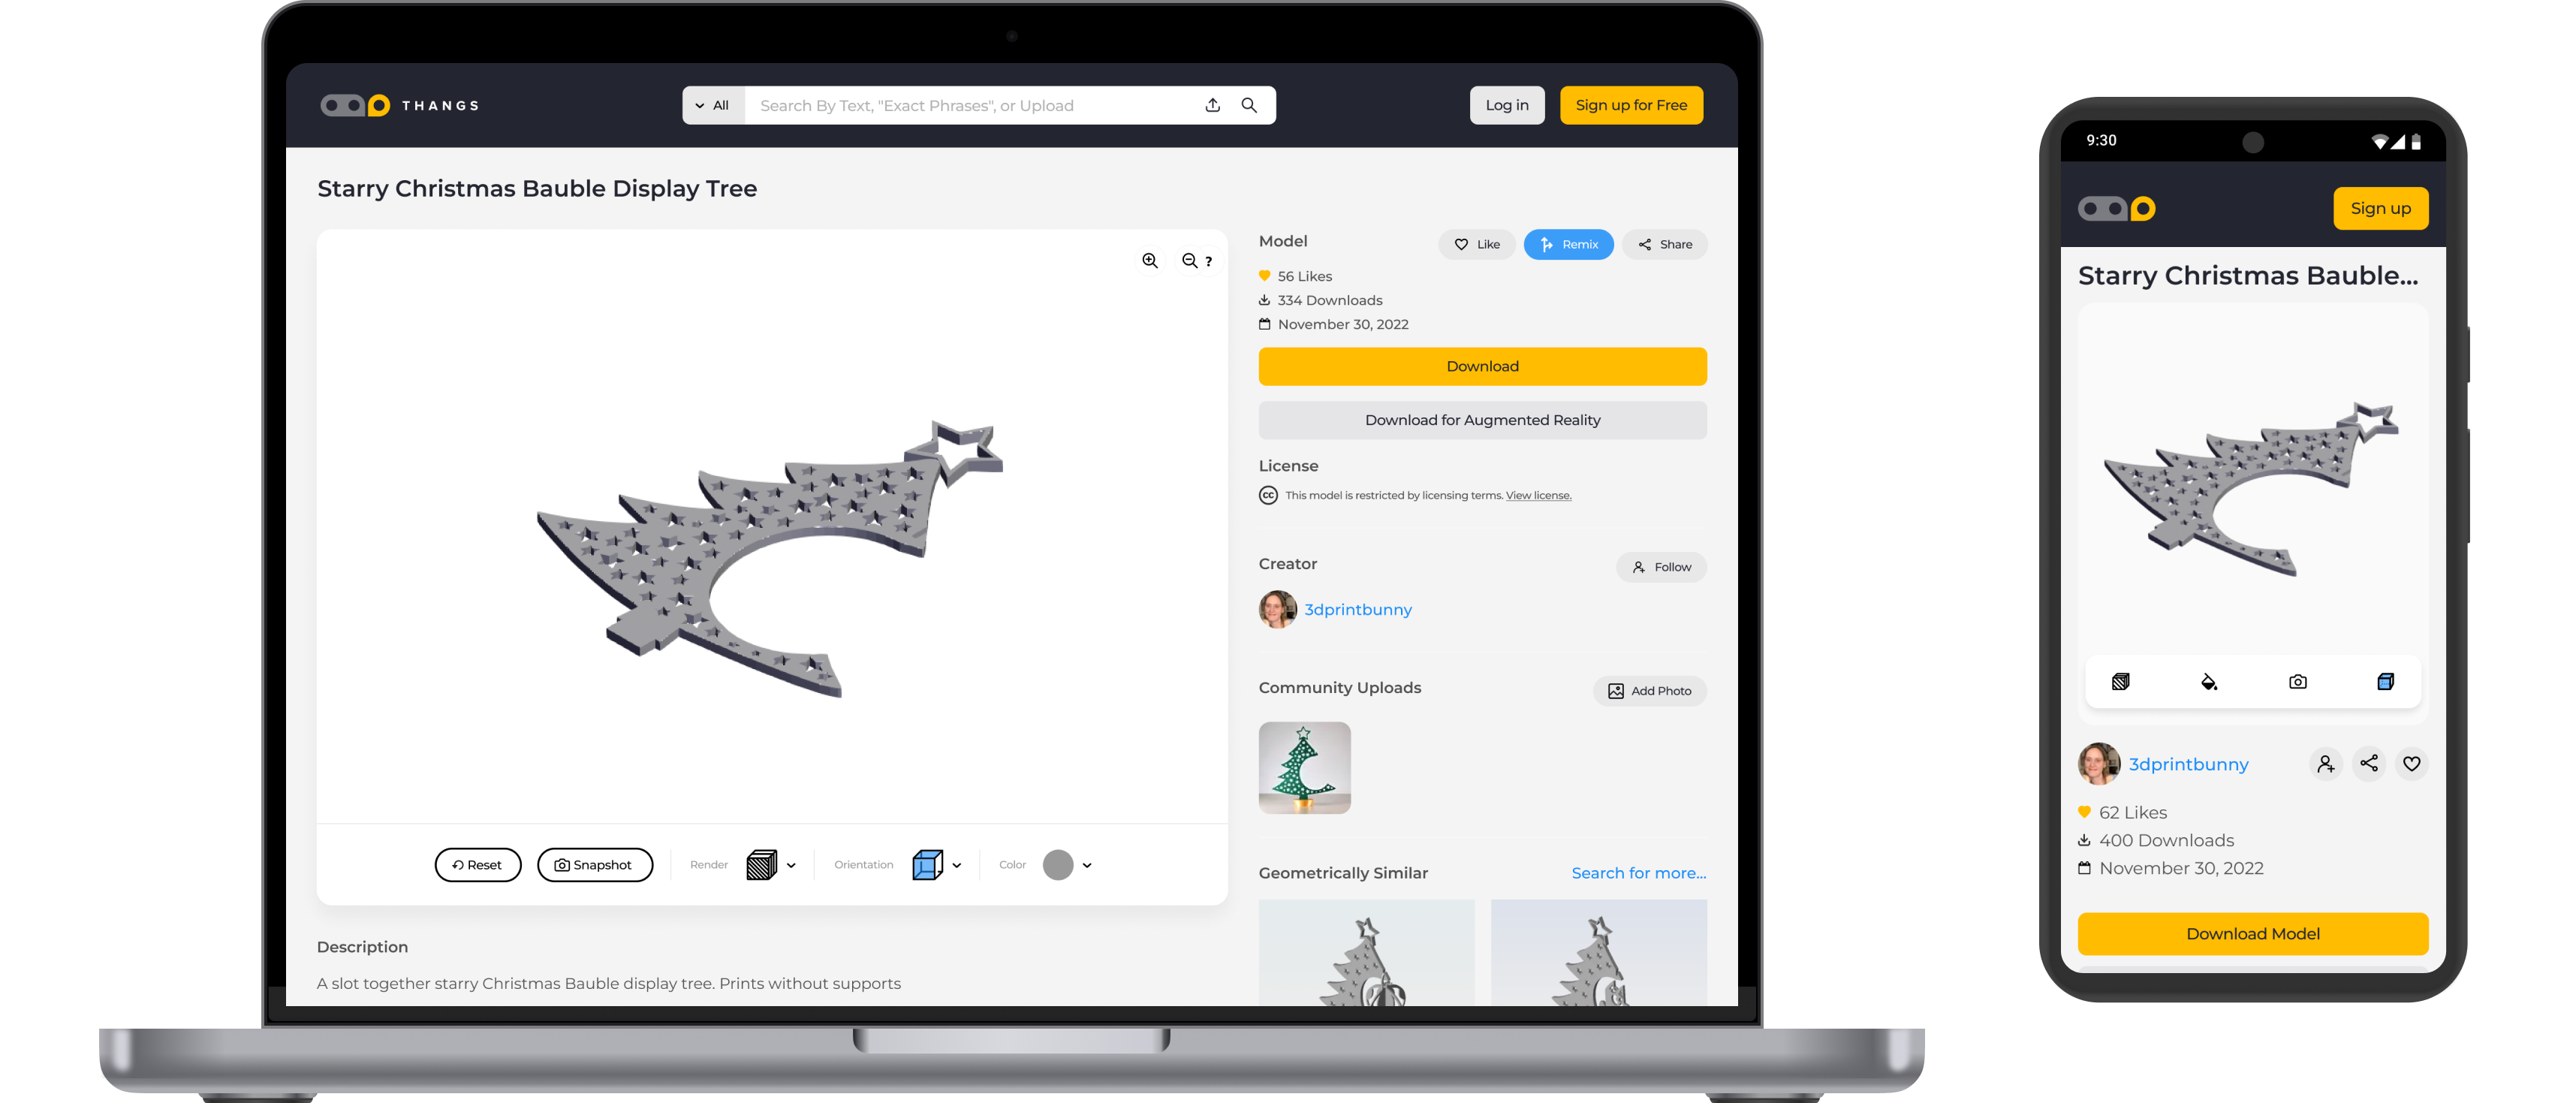 THANGS
All
Search By Text, "Exact Phrases", or Upload
Log in
Sign up for Free
Starry Christmas Bauble Display Tree
?
Model
Like
Remix
Share
56 Likes
334 Downloads
November 30, 2022
Download
Download for Augmented Reality
License
cc This model is restricted by licensing terms. View license.
Creator
Follow
3dprintbunny
Community Uploads
Add Photo
Reset
Snapshot
Render
Orientation
Color
Geometrically Similar
Search for more...
Description
A slot together starry Christmas Bauble display tree. Prints without supports
9:30
Sign up
Starry Christmas Bauble...
3dprintbunny
62 Likes
400 Downloads
November 30, 2022
Download Model